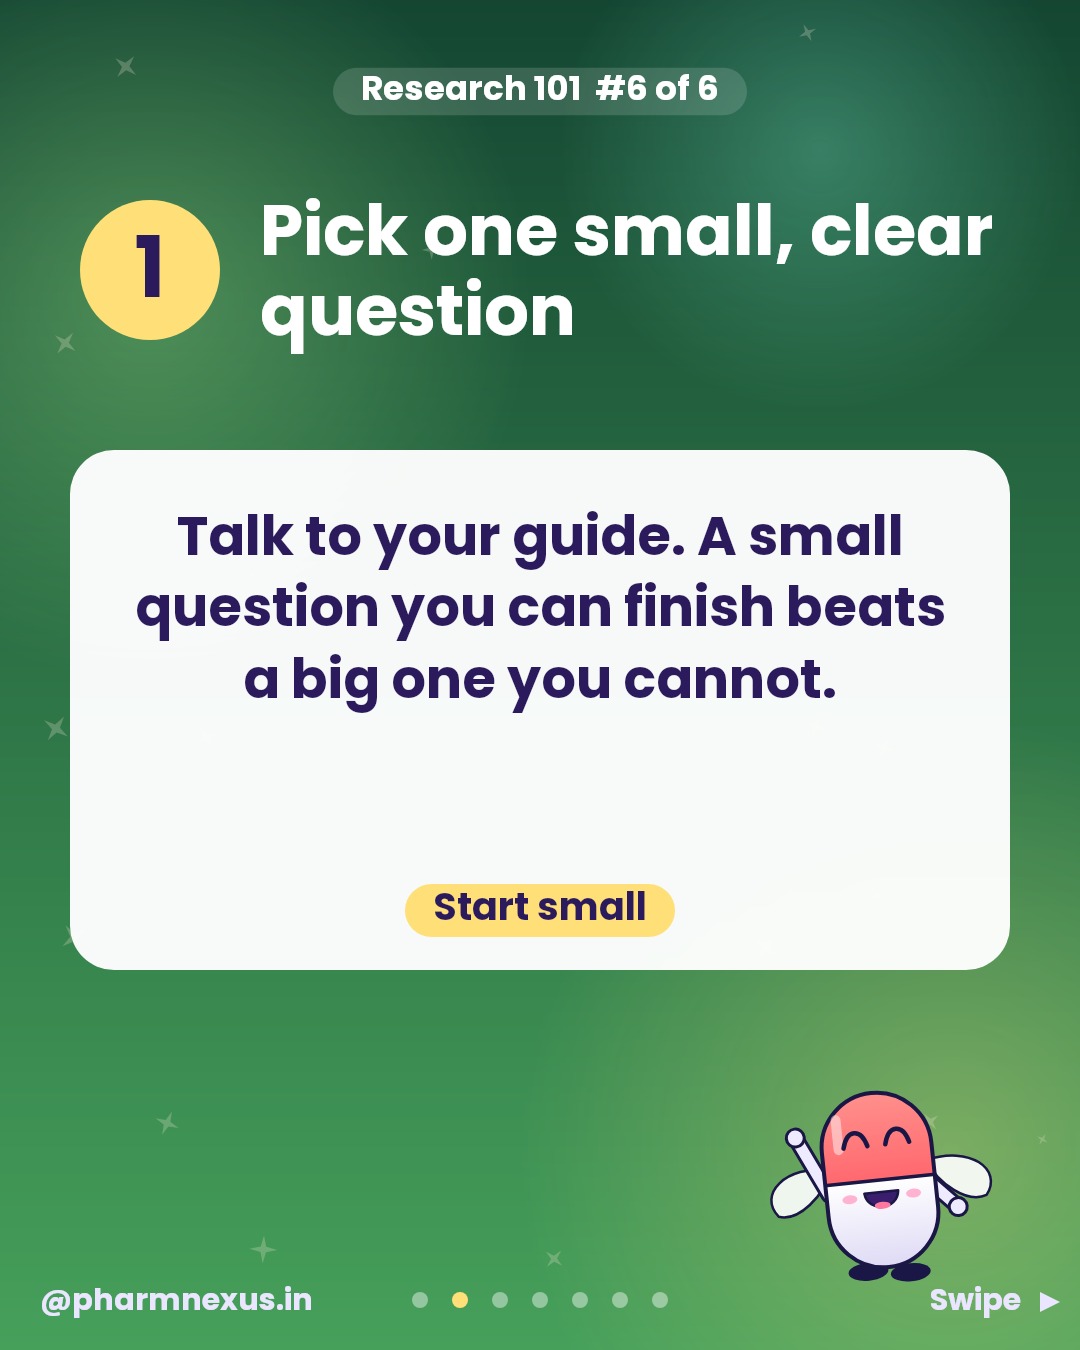 Research 101 #6 of 6
1
Pick one small, clear
question
Talk to your guide. A small
question you can finish beats
a big one you cannot.
Start small
@pharmnexus.in
Swipe ▶